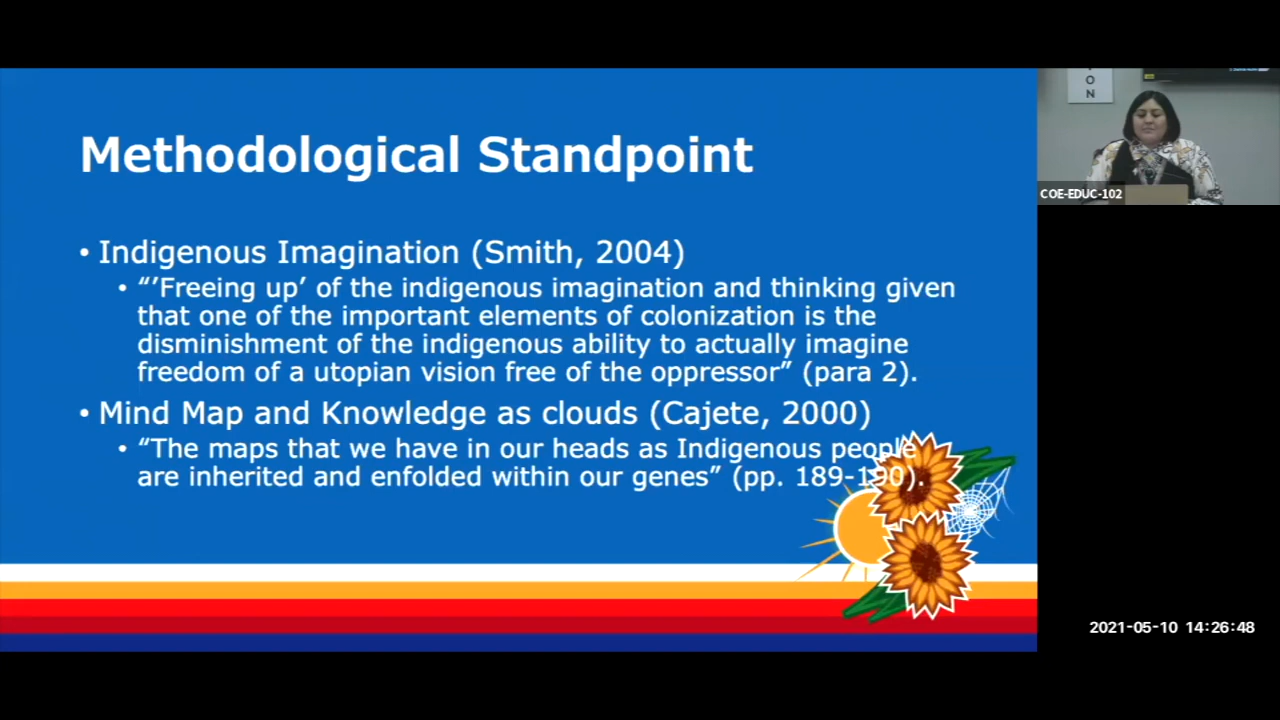 Methodological Standpoint
• Indigenous Imagination (Smith, 2004)
• “’Freeing up’ of the indigenous imagination and thinking given
that one of the important elements of colonization is the
disminishment of the indigenous ability to actually imagine
freedom of a utopian vision free of the oppressor” (para 2).
• Mind Map and Knowledge as clouds (Cajete, 2000)
• “The maps that we have in our heads as Indigenous people
are inherited and enfolded within our genes” (pp. 189-190).
O
N
COE-EDUC-102
2021-05-10 14:26:48